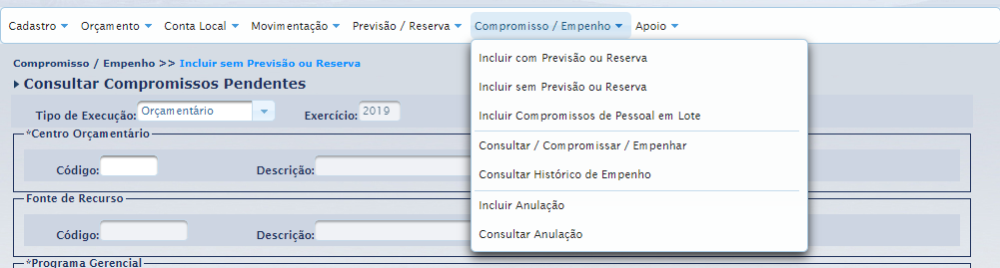 Cadastro Orçamento Conta Local Movimentação Previsão / Reserva Compromisso / Empenho Apoio
Incluir com Previsão ou Reserva
Incluir sem Previsão ou Reserva
Incluir Compromissos de Pessoal em Lote
Consultar / Compromissar / Empenhar
Consultar Histórico de Empenho
Incluir Anulação
Consultar Anulação
Compromisso / Empenho >> Incluir sem Previsão ou Reserva
Consultar Compromissos Pendentes
Tipo de Execução: Orçamentário Exercício: 2019
*Centro Orçamentário
Código: Descrição:
Fonte de Recurso
Código: Descrição:
*Programa Gerencial